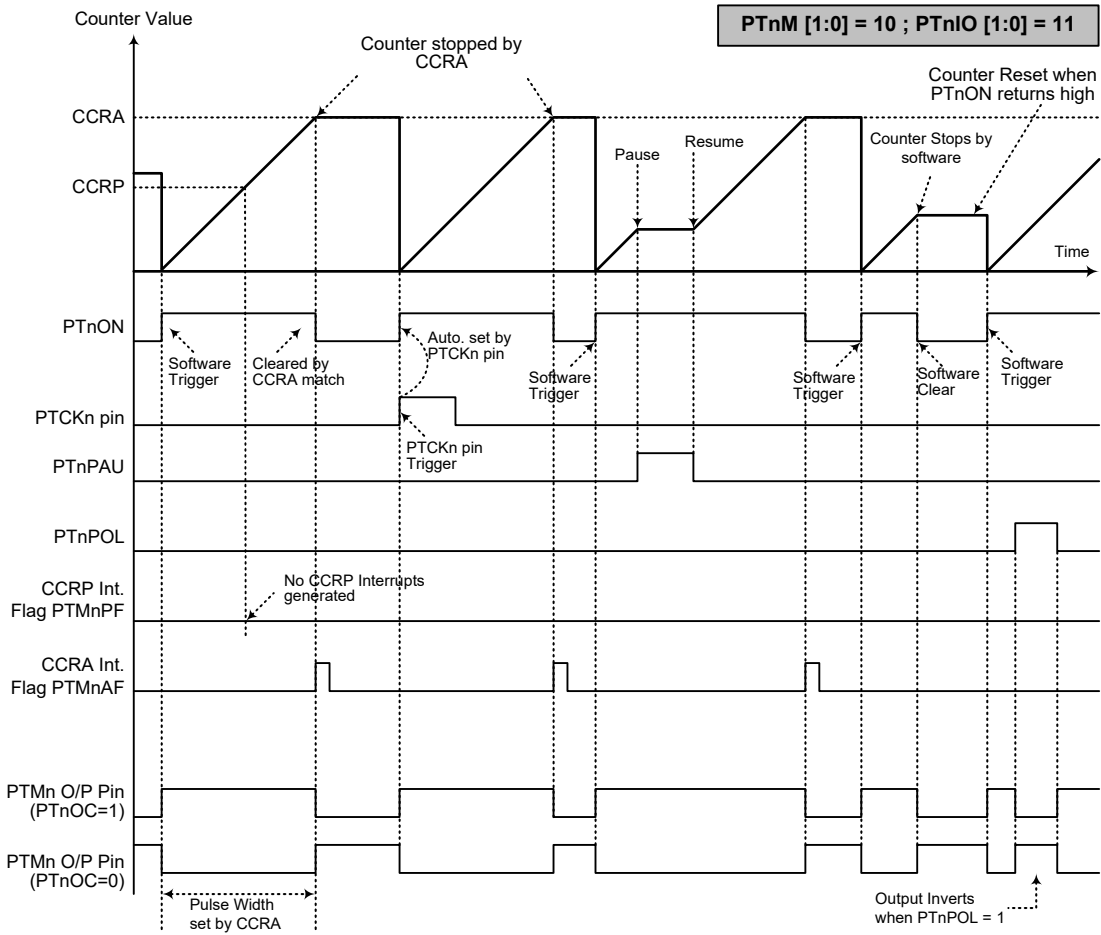 Counter Value
PTnM [1:0] = 10 ; PTnIO [1:0] = 11
Counter stopped by
CCRA
Counter Reset when
PTnON returns high
CCRA
Pause
Resume
Counter Stops by
software
CCRP
Time
PTnON
Software
Trigger
Cleared by
CCRA match
Auto. set by
PTCKn pin
Software
Trigger
Software
Trigger
Software
Clear
Software
Trigger
PTCKn pin
PTCKn pin
Trigger
PTnPAU
PTnPOL
CCRP Int.
Flag PTMnPF
No CCRP Interrupts
generated
CCRA Int.
Flag PTMnAF
PTMn O/P Pin
(PTnOC=1)
PTMn O/P Pin
(PTnOC=0)
Pulse Width
set by CCRA
Output Inverts
when PTnPOL = 1